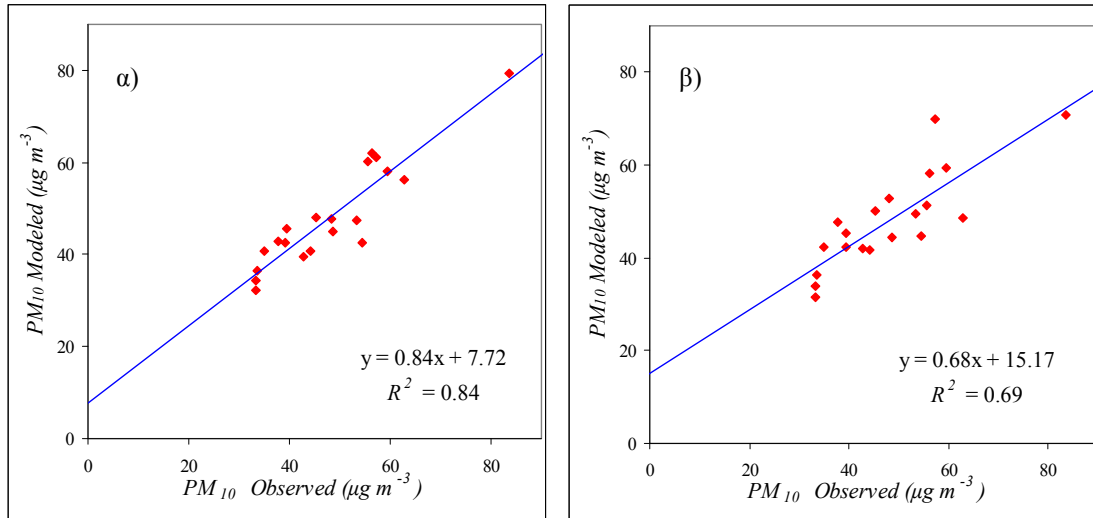 α)
PM10 Modeled (µg m-3)
80
60
40
20
0
y = 0.84x + 7.72
R2 = 0.84
0 20 40 60 80
PM10 Observed (µg m-3)
β)
PM10 Modeled (µg m-3)
80
60
40
20
0
y = 0.68x + 15.17
R2 = 0.69
0 20 40 60 80
PM10 Observed (µg m-3)